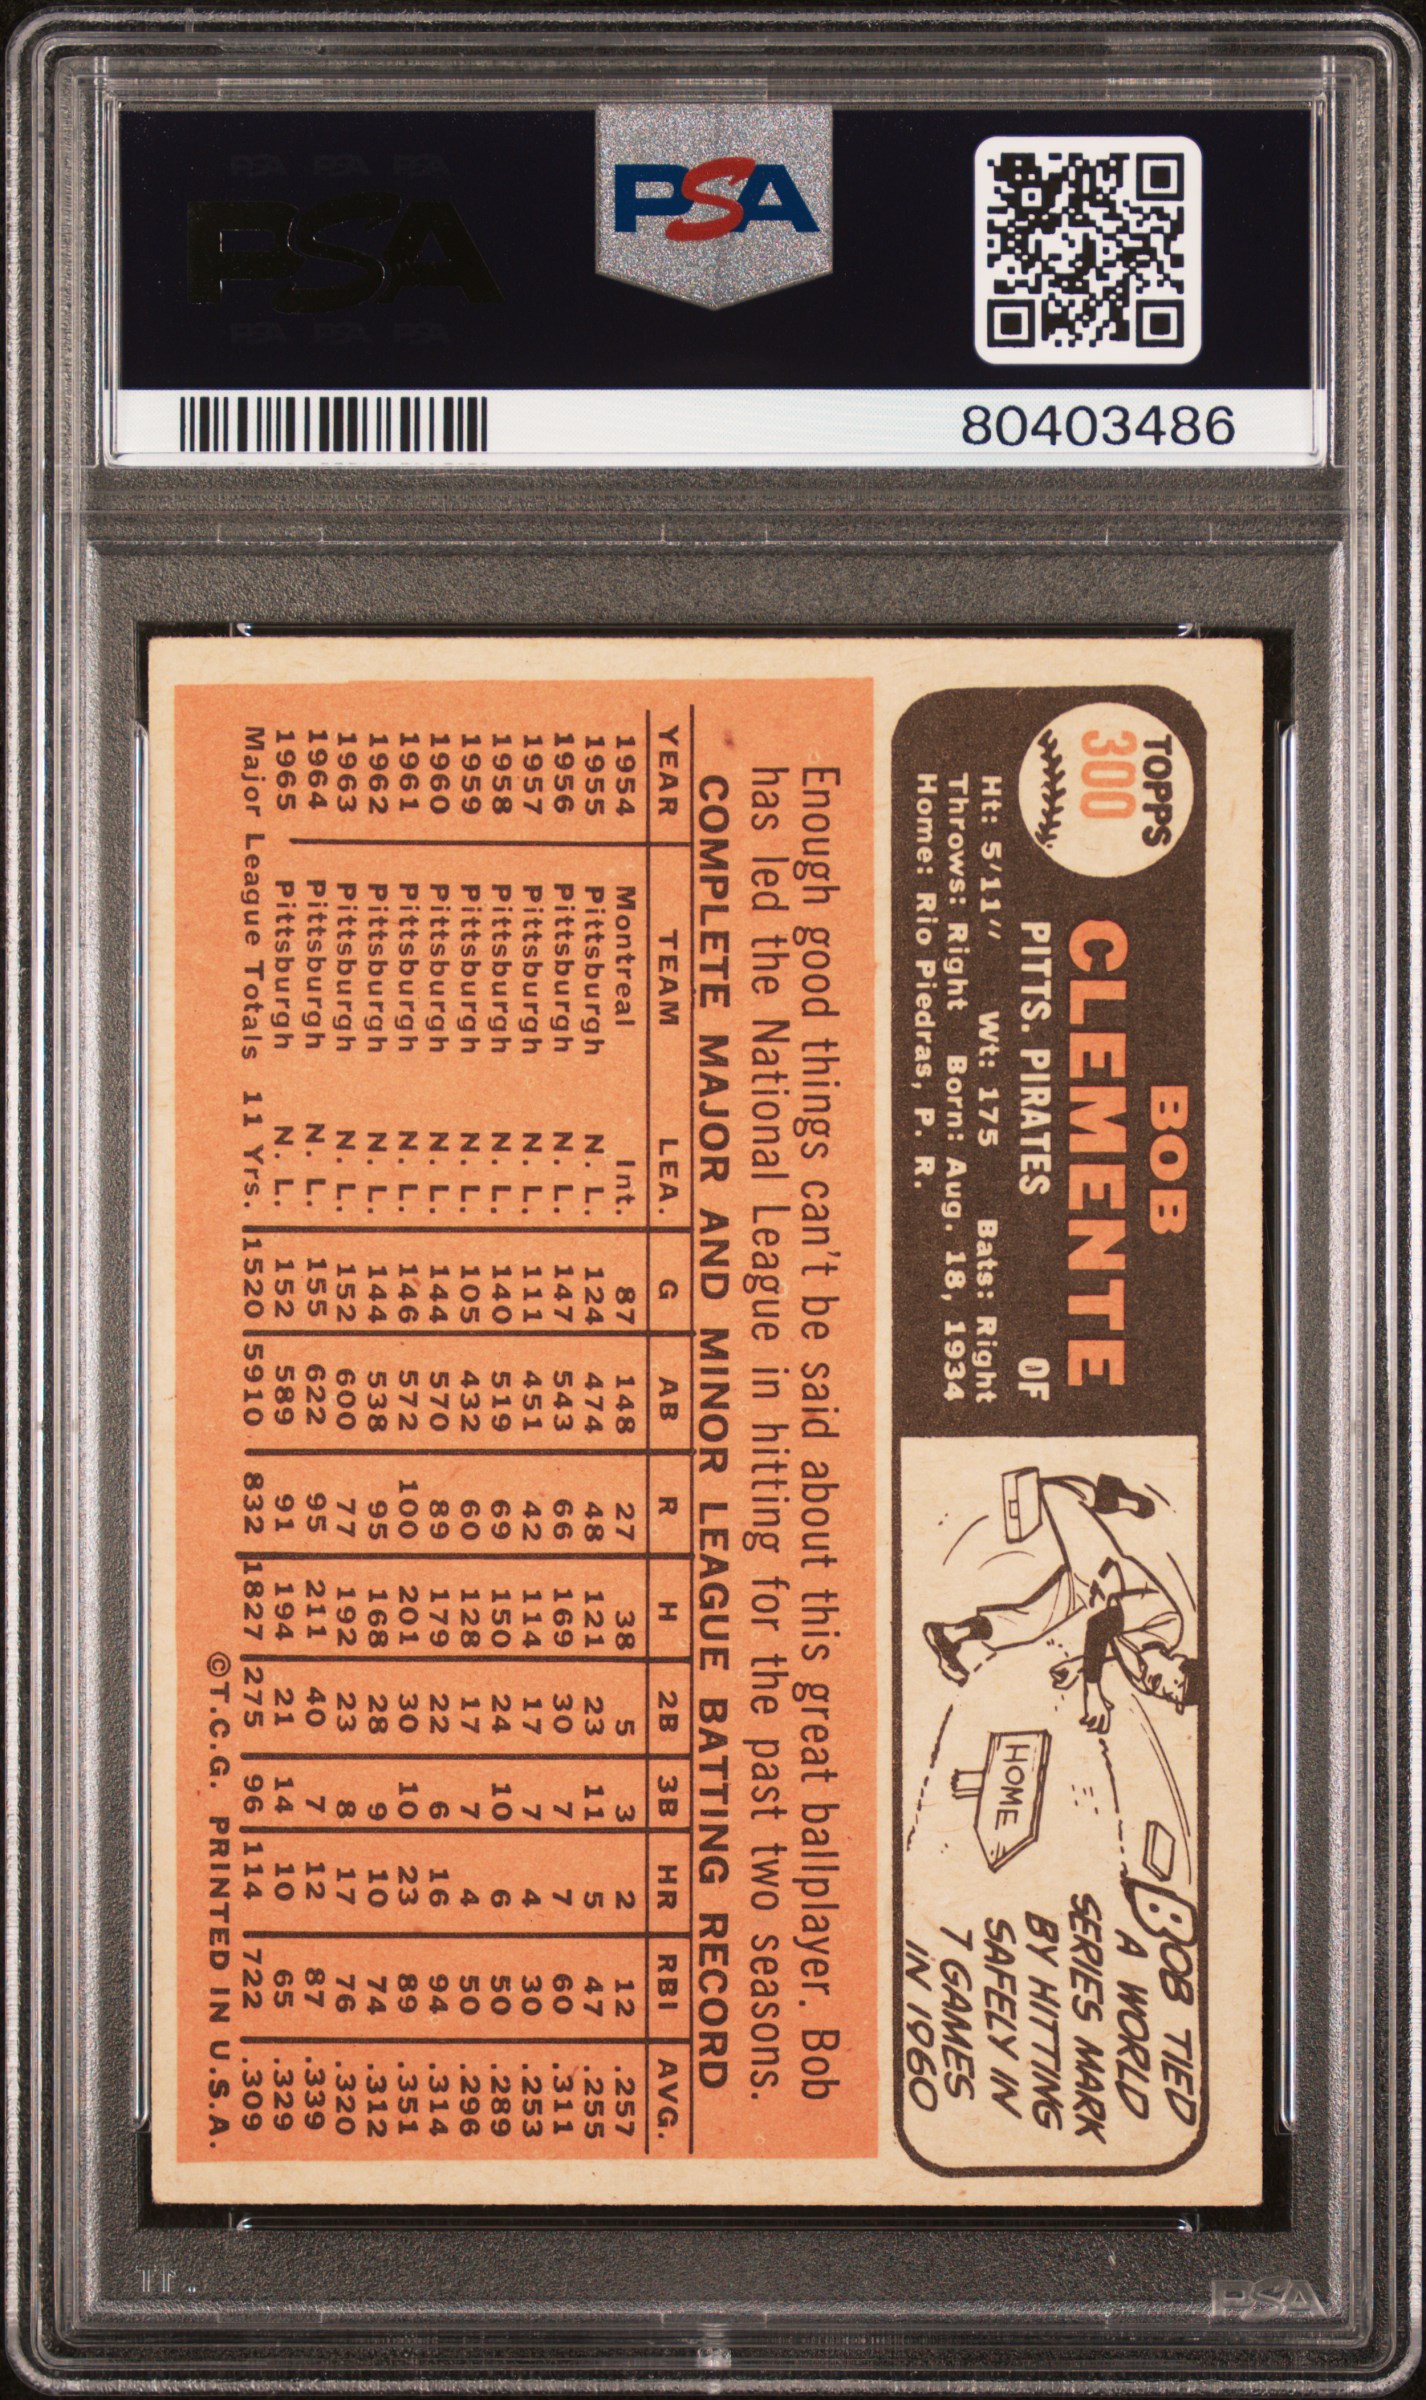 PSA PSA PSA
PSA
PSA PSA PSA
PSA
80403486
TOPPS
300
BOB
CLEMENTE
PITTS. PIRATES OF
Ht: 5'11" Wt: 175 Bats: Right
Throws: Right Born: Aug. 18, 1934
Home: Rio Piedras, P. R.
BOB TIED
A WORLD
SERIES MARK
BY HITTING
SAFELY IN
7 GAMES
IN 1960
HOME
Enough good things can't be said about this great ballplayer. Bob
has led the National League in hitting for the past two seasons.
COMPLETE MAJOR AND MINOR LEAGUE BATTING RECORD
YEAR TEAM LEA. G AB R H 2B 3B HR RBI AVG.
1954 Montreal Int. 87 148 27 38 5 3 2 12 .257
1955 Pittsburgh N. L. 124 474 48 121 23 11 5 47 .255
1956 Pittsburgh N. L. 147 543 66 169 30 7 7 60 .311
1957 Pittsburgh N. L. 111 451 42 114 17 7 4 30 .253
1958 Pittsburgh N. L. 140 519 69 150 24 10 6 50 .289
1959 Pittsburgh N. L. 105 432 60 128 17 7 4 50 .296
1960 Pittsburgh N. L. 144 570 89 179 22 6 16 94 .314
1961 Pittsburgh N. L. 146 572 100 201 30 10 23 89 .351
1962 Pittsburgh N. L. 144 538 95 168 28 9 10 74 .312
1963 Pittsburgh N. L. 152 600 77 192 23 8 17 76 .320
1964 Pittsburgh N. L. 155 622 95 211 40 7 12 87 .339
1965 Pittsburgh N. L. 152 589 91 194 21 14 10 65 .329
Major League Totals 11 Yrs. 1520 5910 832 1827 275 96 114 722 .309
©T.C.G. PRINTED IN U.S.A.
PSA